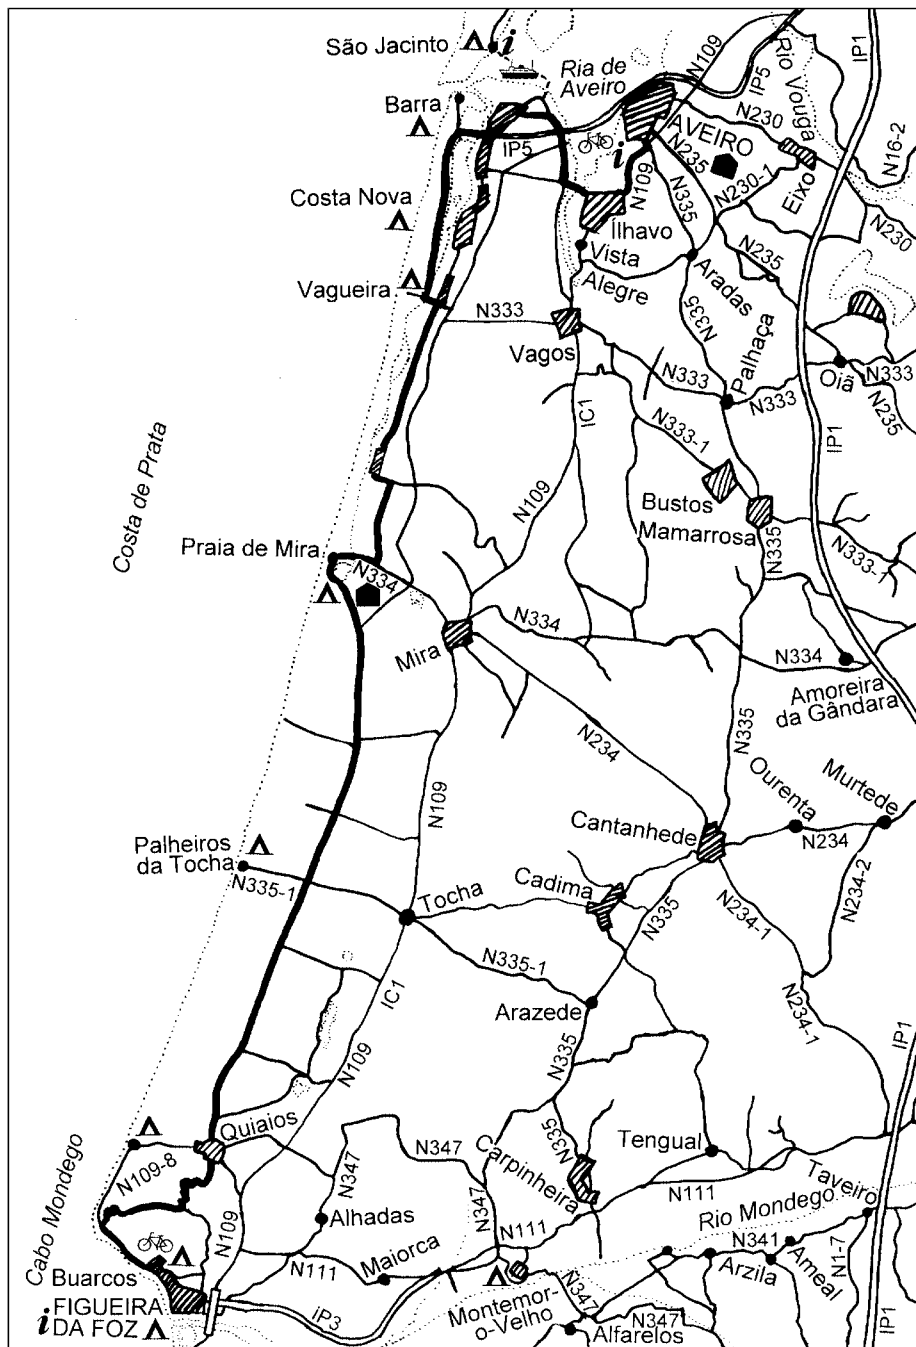 São Jacinto
i
Ria de
Aveiro
N109
IP5
Rio Vouga
IP1
Barra
N230
AVEIRO
N16-2
IP5
i
N235
N109
N335
N230-1
Eixo
Costa Nova
Ílhavo
N230
Vista
Alegre
Aradas
N235
Vagueira
N333
Vagos
N335
Palhaça
N333
N333
Oiã
N333
N235
IC1
N333-1
IP1
Costa de Prata
Bustos
Mamarrosa
N109
N335
N333-1
Praia de Mira
N334
N334
Mira
N334
Amoreira
da Gândara
N335
N234
Ourenta
Murtede
N109
Cantanhede
N234
Palheiros
da Tocha
N335-1
Cadima
N234-2
Tocha
N335
N234-1
N335-1
IC1
Arazede
N234-1
N109
N335
IP1
Quiaios
N335
Tengual
N347
N347
Carpinheira
Cabo Mondego
N109-8
N347
N111
Taveiro
Rio Mondego
N109
Alhadas
N111
N341
Maiorca
Arzila
Ameal
N1-7
Buarcos
N111
i FIGUEIRA
DA FOZ
IP3
Montemor-
o-Velho
N347
N347
Alfarelos
IP1